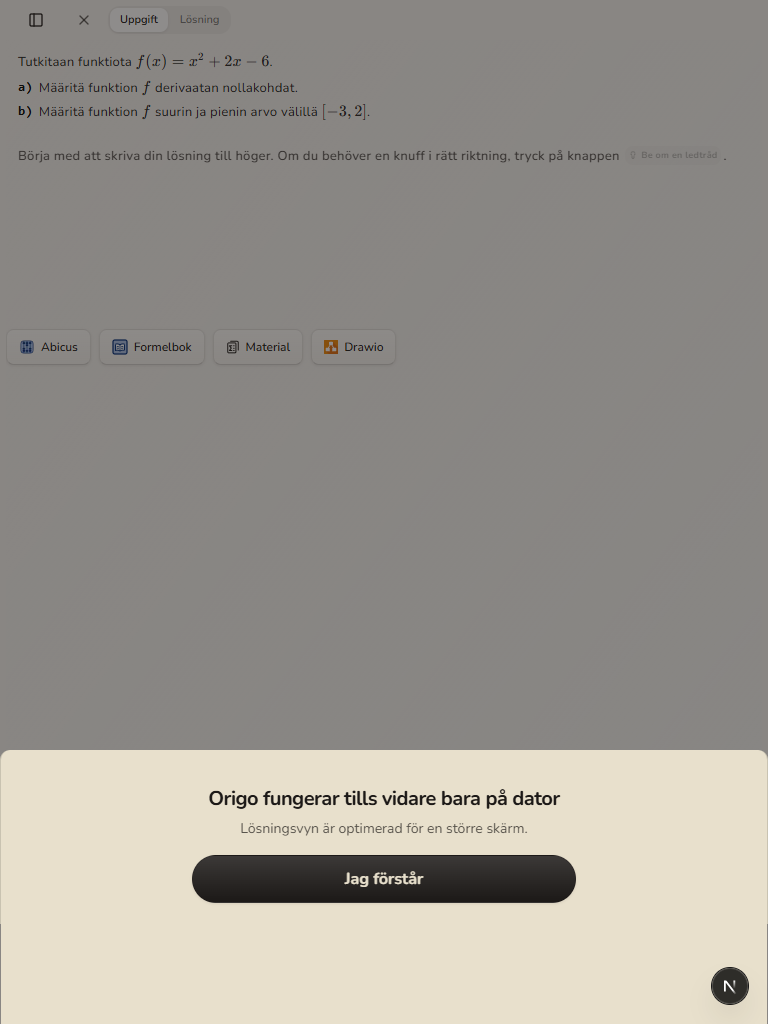 Uppgift Lösning
Tutkitaan funktiota f(x) = x² + 2x − 6.
a) Määritä funktion f derivaatan nollakohdat.
b) Määritä funktion f suurin ja pienin arvo välillä [−3, 2].
Börja med att skriva din lösning till höger. Om du behöver en knuff i rätt riktning, tryck på knappen Be om en ledtråd .
Abicus Formelbok Material Drawio
Origo fungerar tills vidare bara på dator
Lösningsvyn är optimerad för en större skärm.
Jag förstår
N